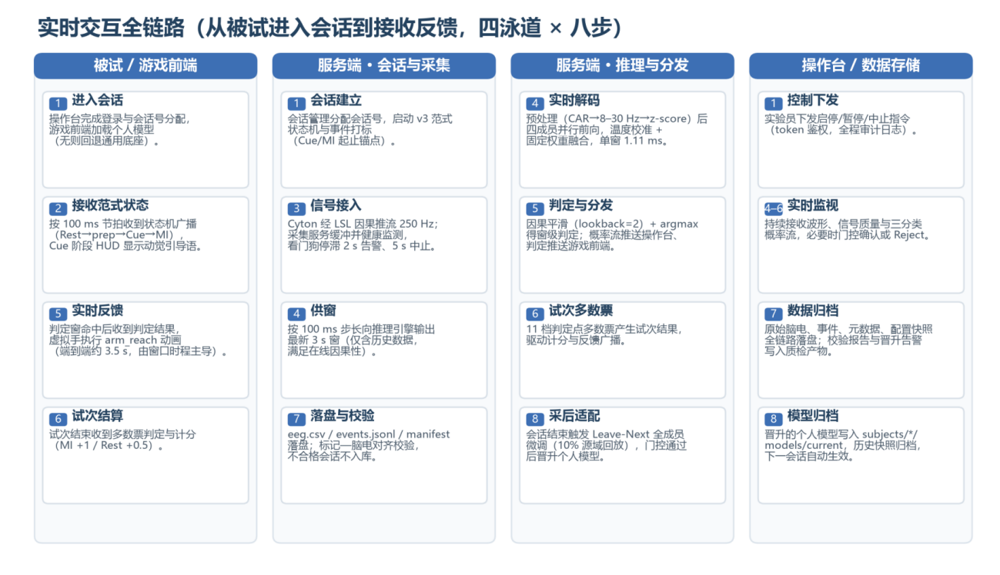 实时交互全链路（从被试进入会话到接收反馈，四泳道 × 八步）
被试 / 游戏前端
1 进入会话
操作台完成登录与会话号分配，
游戏前端加载个人模型
（无则回退通用底座）。
2 接收范式状态
按 100 ms 节拍收到状态机广播
（Rest→prep→Cue→MI），
Cue 阶段 HUD 显示动觉引导语。
5 实时反馈
判定窗命中后收到判定结果，
虚拟手执行 arm_reach 动画
（端到端约 3.5 s，由窗口时程主导）。
6 试次结算
试次结束收到多数票判定与计分
（MI +1 / Rest +0.5）。
服务端・会话与采集
1 会话建立
会话管理分配会话号，启动 v3 范式
状态机与事件打标
（Cue/MI 起止锚点）。
3 信号接入
Cyton 经 LSL 因果推流 250 Hz；
采集服务缓冲并健康监测，
看门狗停滞 2 s 告警、5 s 中止。
4 供窗
按 100 ms 步长向推理引擎输出
最新 3 s 窗（仅含历史数据，
满足在线因果性）。
7 落盘与校验
eeg.csv / events.jsonl / manifest
落盘；标记—脑电对齐校验，
不合格会话不入库。
服务端・推理与分发
4 实时解码
预处理（CAR→8–30 Hz→z-score）后
四成员并行前向，温度校准 +
固定权重融合，单窗 1.11 ms。
5 判定与分发
因果平滑（lookback=2）+ argmax
得窗级判定；概率流推送操作台、
判定推送游戏前端。
6 试次多数票
11 档判定点多数票产生试次结果，
驱动计分与反馈广播。
8 采后适配
会话结束触发 Leave-Next 全成员
微调（10% 源域回放），门控通过
后晋升个人模型。
操作台 / 数据存储
1 控制下发
实验员下发启停/暂停/中止指令
（token 鉴权，全程审计日志）。
4–6 实时监视
持续接收波形、信号质量与三分类
概率流，必要时门控确认或 Reject。
7 数据归档
原始脑电、事件、元数据、配置快照
全链路落盘；校验报告与晋升告警
写入质检产物。
8 模型归档
晋升的个人模型写入 subjects/*/
models/current，历史快照归档，
下一会话自动生效。